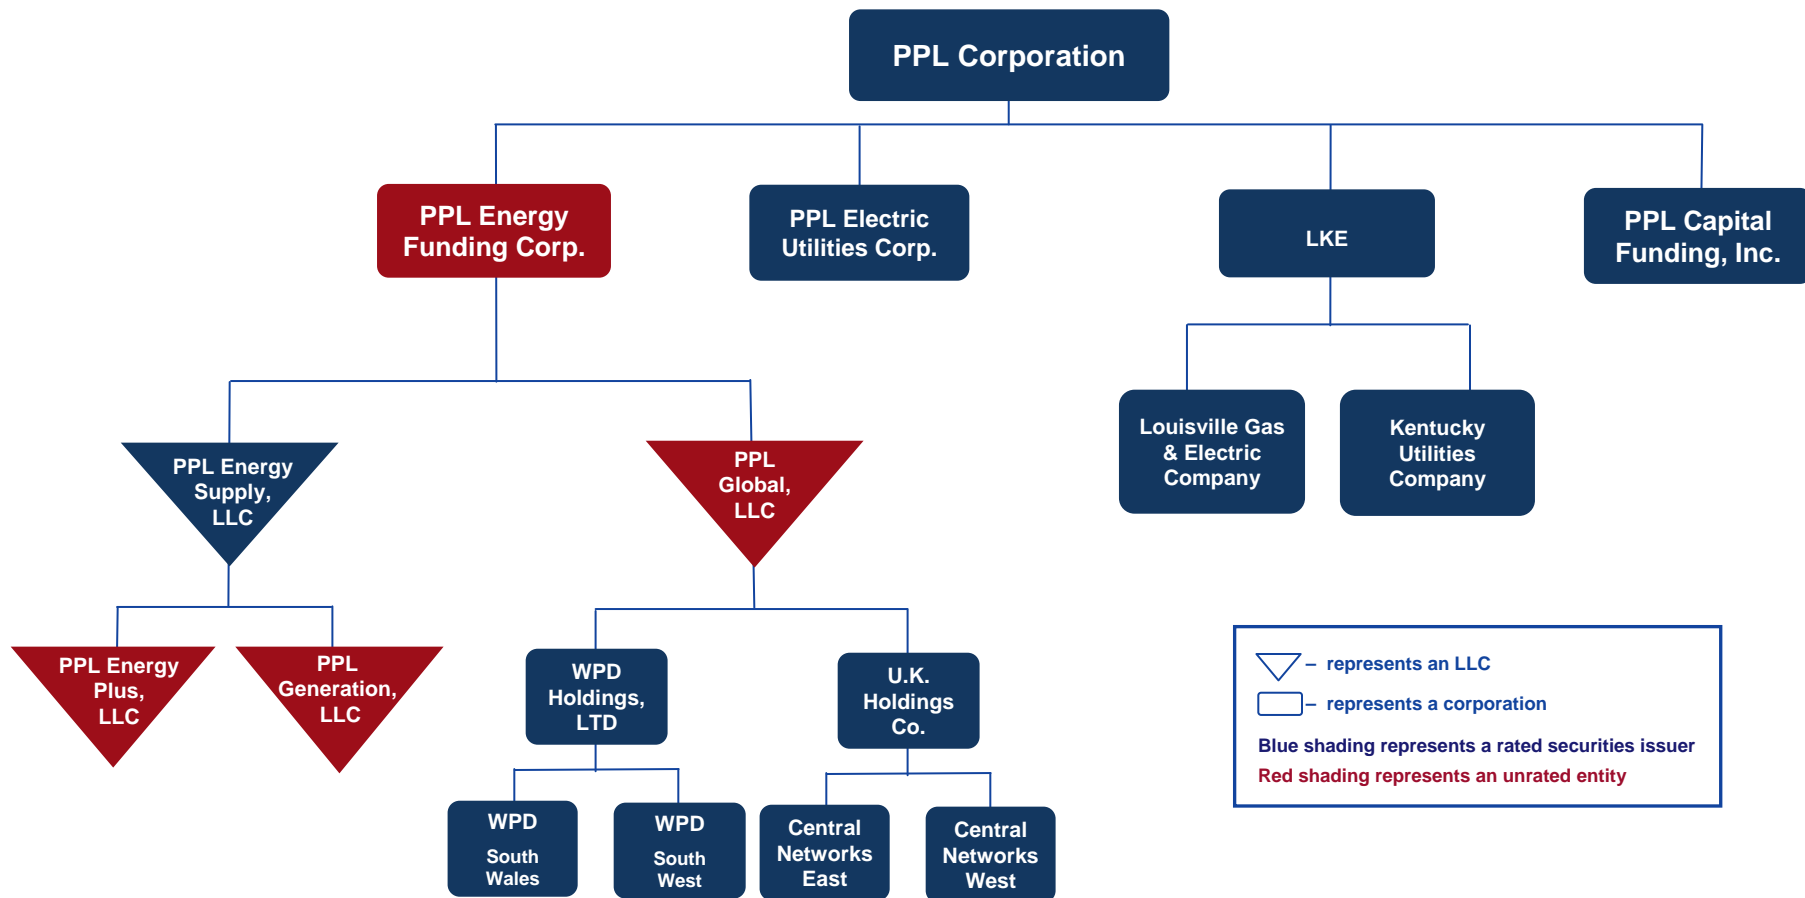 PPL Corporation
PPL Energy
Funding Corp.
PPL Electric
Utilities Corp.
LKE
PPL Capital
Funding, Inc.
Louisville Gas
& Electric
Company
Kentucky
Utilities
Company
PPL Energy
Supply,
LLC
PPL
Global,
LLC
PPL Energy
Plus,
LLC
PPL
Generation,
LLC
WPD
Holdings,
LTD
U.K.
Holdings
Co.
WPD
South
Wales
WPD
South
West
Central
Networks
East
Central
Networks
West
– represents an LLC
– represents a corporation
Blue shading represents a rated securities issuer
Red shading represents an unrated entity